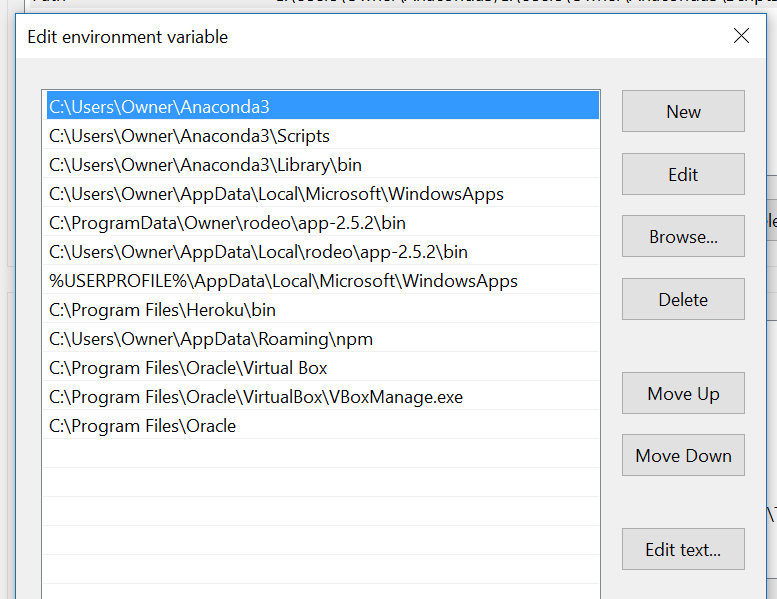 Edit environment variable
C:\Users\Owner\Anaconda3
C:\Users\Owner\Anaconda3\Scripts
C:\Users\Owner\Anaconda3\Library\bin
C:\Users\Owner\AppData\Local\Microsoft\WindowsApps
C:\ProgramData\Owner\rodeo\app-2.5.2\bin
C:\Users\Owner\AppData\Local\rodeo\app-2.5.2\bin
%USERPROFILE%\AppData\Local\Microsoft\WindowsApps
C:\Program Files\Heroku\bin
C:\Users\Owner\AppData\Roaming\npm
C:\Program Files\Oracle\Virtual Box
C:\Program Files\Oracle\VirtualBox\VBoxManage.exe
C:\Program Files\Oracle
New
Edit
Browse...
Delete
Move Up
Move Down
Edit text...